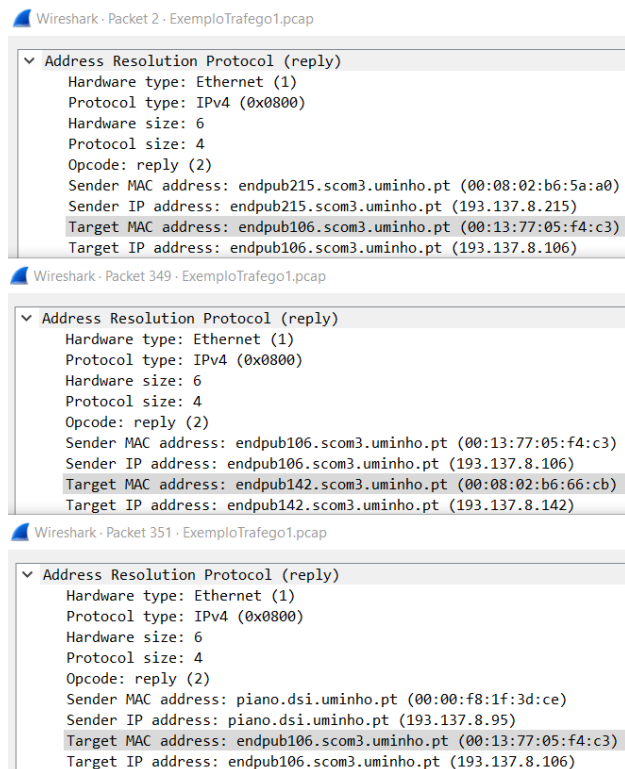 Wireshark · Packet 2 · ExemploTrafego1.pcap
Address Resolution Protocol (reply)
Hardware type: Ethernet (1)
Protocol type: IPv4 (0x0800)
Hardware size: 6
Protocol size: 4
Opcode: reply (2)
Sender MAC address: endpub215.scom3.uminho.pt (00:08:02:b6:5a:a0)
Sender IP address: endpub215.scom3.uminho.pt (193.137.8.215)
Target MAC address: endpub106.scom3.uminho.pt (00:13:77:05:f4:c3)
Target IP address: endpub106.scom3.uminho.pt (193.137.8.106)
Wireshark · Packet 349 · ExemploTrafego1.pcap
Address Resolution Protocol (reply)
Hardware type: Ethernet (1)
Protocol type: IPv4 (0x0800)
Hardware size: 6
Protocol size: 4
Opcode: reply (2)
Sender MAC address: endpub106.scom3.uminho.pt (00:13:77:05:f4:c3)
Sender IP address: endpub106.scom3.uminho.pt (193.137.8.106)
Target MAC address: endpub142.scom3.uminho.pt (00:08:02:b6:66:cb)
Target IP address: endpub142.scom3.uminho.pt (193.137.8.142)
Wireshark · Packet 351 · ExemploTrafego1.pcap
Address Resolution Protocol (reply)
Hardware type: Ethernet (1)
Protocol type: IPv4 (0x0800)
Hardware size: 6
Protocol size: 4
Opcode: reply (2)
Sender MAC address: piano.dsi.uminho.pt (00:00:f8:1f:3d:ce)
Sender IP address: piano.dsi.uminho.pt (193.137.8.95)
Target MAC address: endpub106.scom3.uminho.pt (00:13:77:05:f4:c3)
Target IP address: endpub106.scom3.uminho.pt (193.137.8.106)